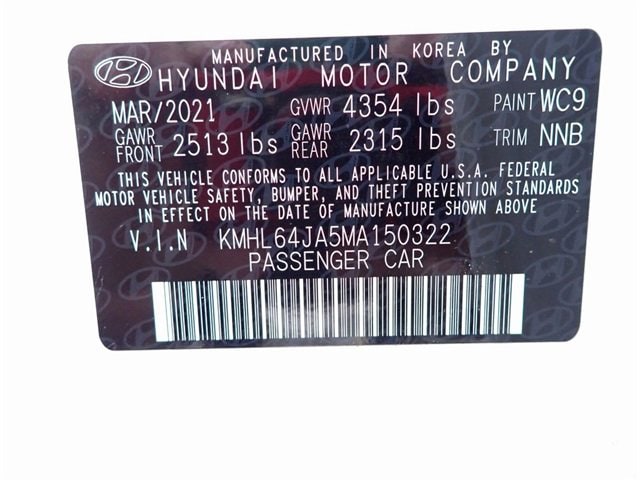 MANUFACTURED IN KOREA BY
HYUNDAI MOTOR COMPANY
MAR/2021 GVWR 4354 lbs PAINT WC9
GAWR FRONT 2513 lbs GAWR REAR 2315 lbs TRIM NNB
THIS VEHICLE CONFORMS TO ALL APPLICABLE U.S.A. FEDERAL
MOTOR VEHICLE SAFETY, BUMPER, AND THEFT PREVENTION STANDARDS
IN EFFECT ON THE DATE OF MANUFACTURE SHOWN ABOVE
V.I.N KMHL64JA5MA150322
PASSENGER CAR